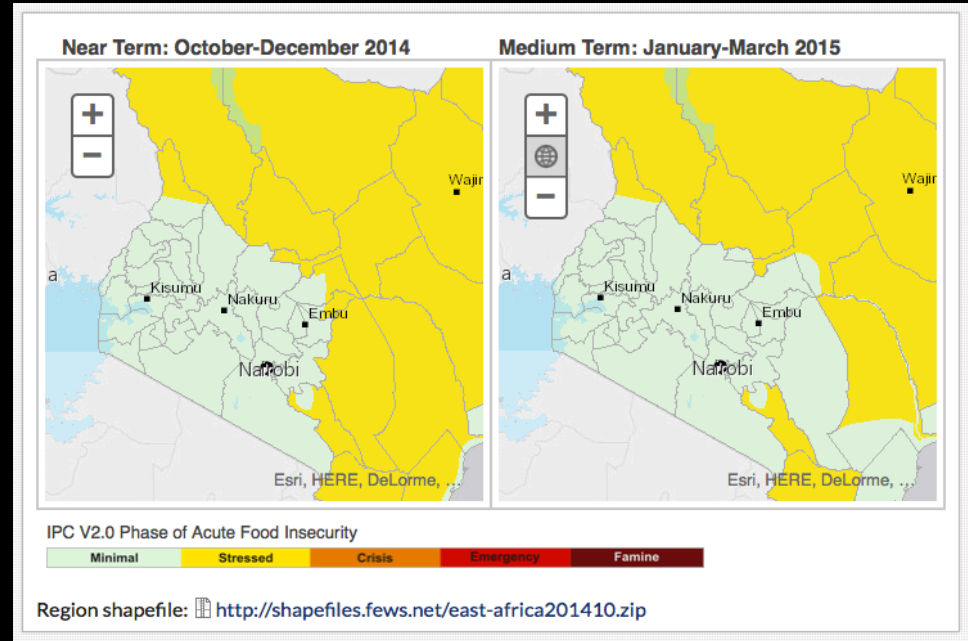 Near Term: October-December 2014
Medium Term: January-March 2015
+
−
Wajir
a
Kisumu
Nakuru
Embu
Nairobi
Esri, HERE, DeLorme, ...
+
−
Wajir
a
Kisumu
Nakuru
Embu
Nairobi
Esri, HERE, DeLorme, ...
IPC V2.0 Phase of Acute Food Insecurity
Minimal Stressed Crisis Emergency Famine
Region shapefile: http://shapefiles.fews.net/east-africa201410.zip